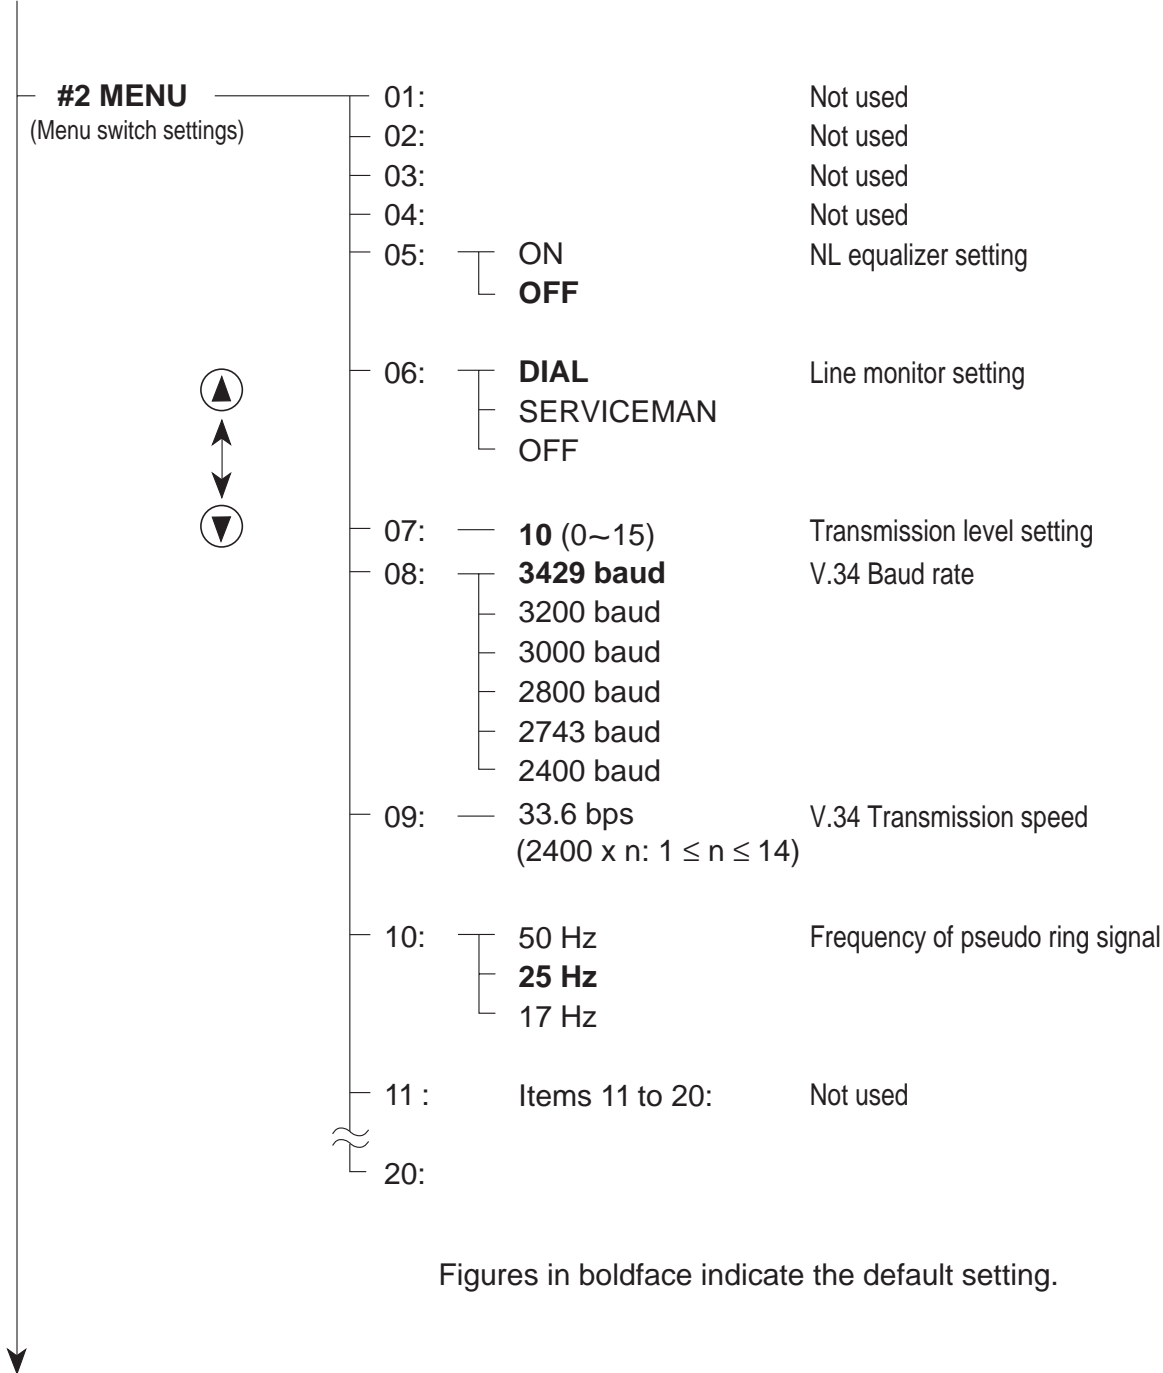 #2 MENU 01: Not used
(Menu switch settings)
02: Not used
03: Not used
04: Not used
05: ON NL equalizer setting
OFF
06: DIAL Line monitor setting
SERVICEMAN
OFF
07: 10 (0~15) Transmission level setting
08: 3429 baud V.34 Baud rate
3200 baud
3000 baud
2800 baud
2743 baud
2400 baud
09: 33.6 bps V.34 Transmission speed
(2400 x n: 1 ≤ n ≤ 14)
10: 50 Hz Frequency of pseudo ring signal
25 Hz
17 Hz
11 : Items 11 to 20: Not used
20:
Figures in boldface indicate the default setting.